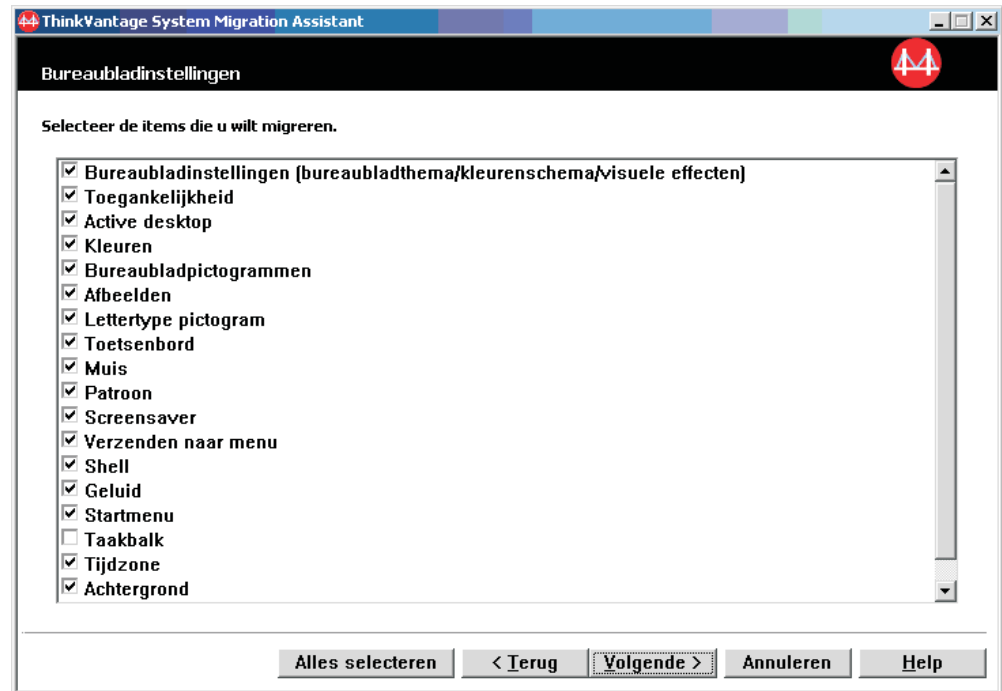 ThinkVantage System Migration Assistant
Bureaubladinstellingen
Selecteer de items die u wilt migreren.
Bureaubladinstellingen (bureaubladthema/kleurenschema/visuele effecten)
Toegankelijkheid
Active desktop
Kleuren
Bureaubladpictogrammen
Afbeelden
Lettertype pictogram
Toetsenbord
Muis
Patroon
Screensaver
Verzenden naar menu
Shell
Geluid
Startmenu
Taakbalk
Tijdzone
Achtergrond
Alles selecteren < Terug Volgende > Annuleren Help